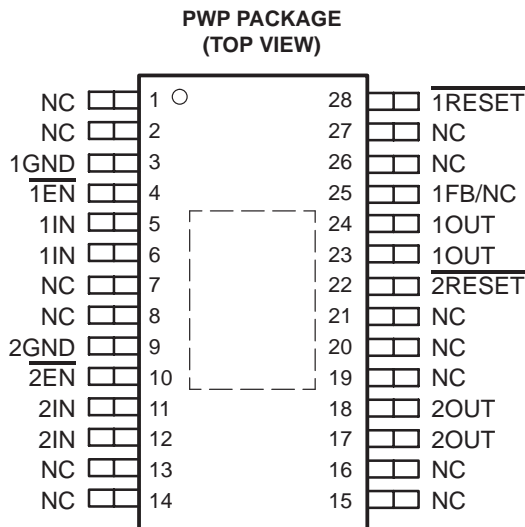 PWP PACKAGE
(TOP VIEW)
NC 1 28 1RESET
NC 2 27 NC
1GND 3 26 NC
1EN 4 25 1FB/NC
1IN 5 24 1OUT
1IN 6 23 1OUT
NC 7 22 2RESET
NC 8 21 NC
2GND 9 20 NC
2EN 10 19 NC
2IN 11 18 2OUT
2IN 12 17 2OUT
NC 13 16 NC
NC 14 15 NC